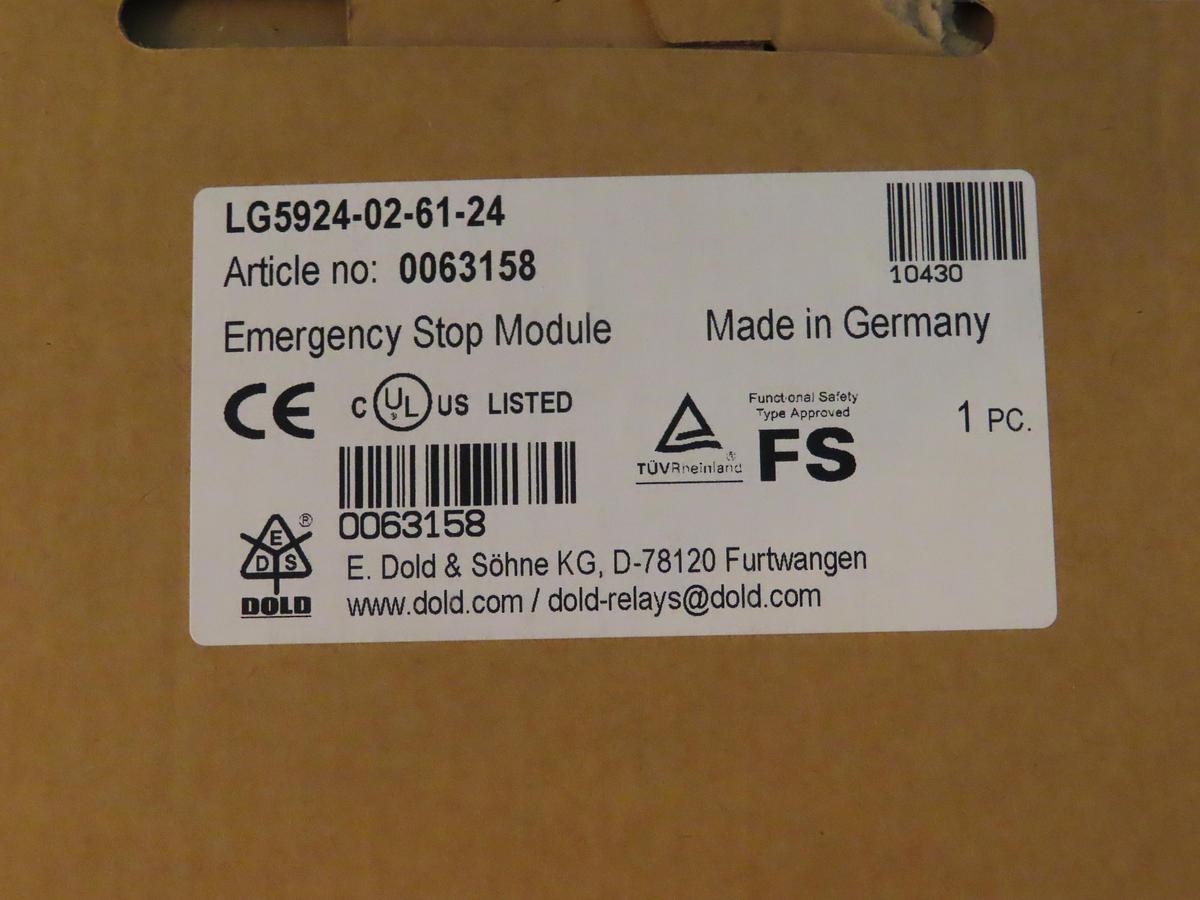 LG5924-02-61-24
10430
Article no: 0063158
Emergency Stop Module
Made in Germany
CE
C UL US LISTED
TÜVRheinland ®
Functional Safety
Type Approved
FS
1 PC.
0063158
E D S ®
DOLD
E. Dold & Söhne KG, D-78120 Furtwangen
www.dold.com / dold-relays@dold.com